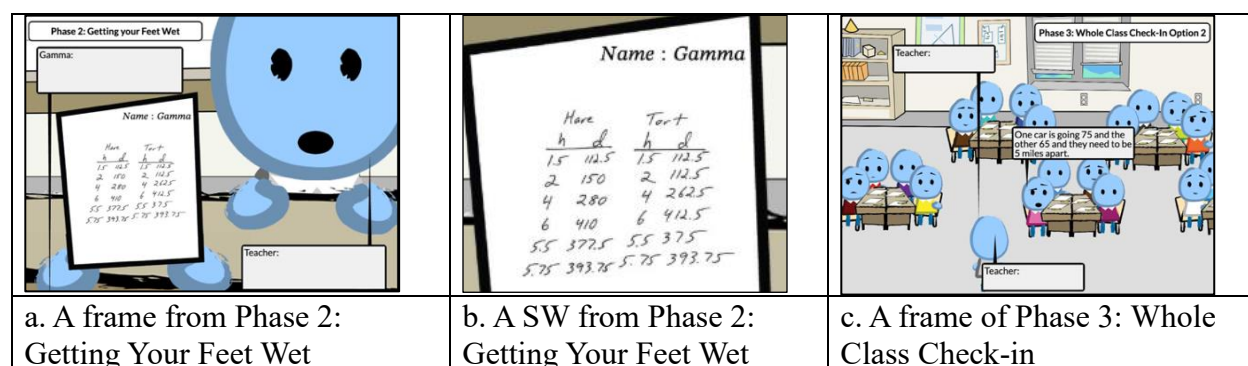 Phase 2: Getting your Feet Wet
Gamma:
Name : Gamma
Hare Tort
h d h d
1.5 112.5 1.5 112.5
2 150 2 112.5
4 280 4 262.5
6 410 6 412.5
5.5 377.5 5.5 375
5.75 393.75 5.75 393.75
Teacher:
Name : Gamma
Hare Tort
h d h d
1.5 112.5 1.5 112.5
2 150 2 112.5
4 280 4 262.5
6 410 6 412.5
5.5 377.5 5.5 375
5.75 393.75 5.75 393.75
Phase 3: Whole Class Check-In Option 2
Teacher:
One car is going 75 and the
other 65 and they need to be
5 miles apart.
Teacher:
a. A frame from Phase 2:
Getting Your Feet Wet
b. A SW from Phase 2:
Getting Your Feet Wet
c. A frame of Phase 3: Whole
Class Check-in